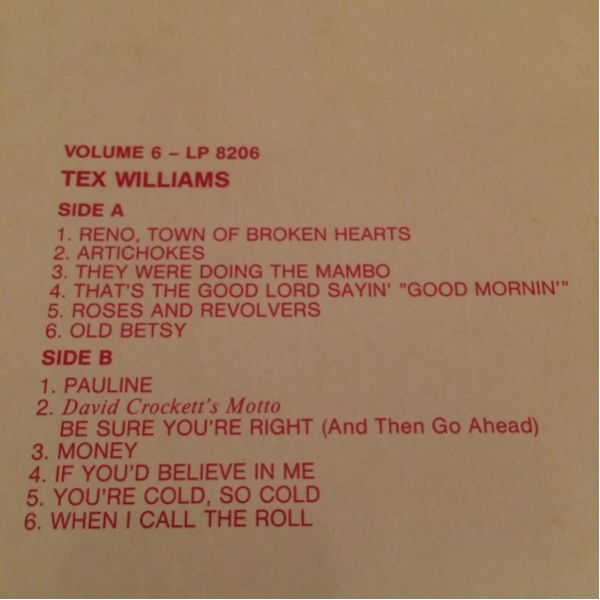 VOLUME 6 – LP 8206
TEX WILLIAMS
SIDE A
1. RENO, TOWN OF BROKEN HEARTS
2. ARTICHOKES
3. THEY WERE DOING THE MAMBO
4. THAT'S THE GOOD LORD SAYIN' "GOOD MORNIN'"
5. ROSES AND REVOLVERS
6. OLD BETSY
SIDE B
1. PAULINE
2. David Crockett's Motto
BE SURE YOU'RE RIGHT (And Then Go Ahead)
3. MONEY
4. IF YOU'D BELIEVE IN ME
5. YOU'RE COLD, SO COLD
6. WHEN I CALL THE ROLL